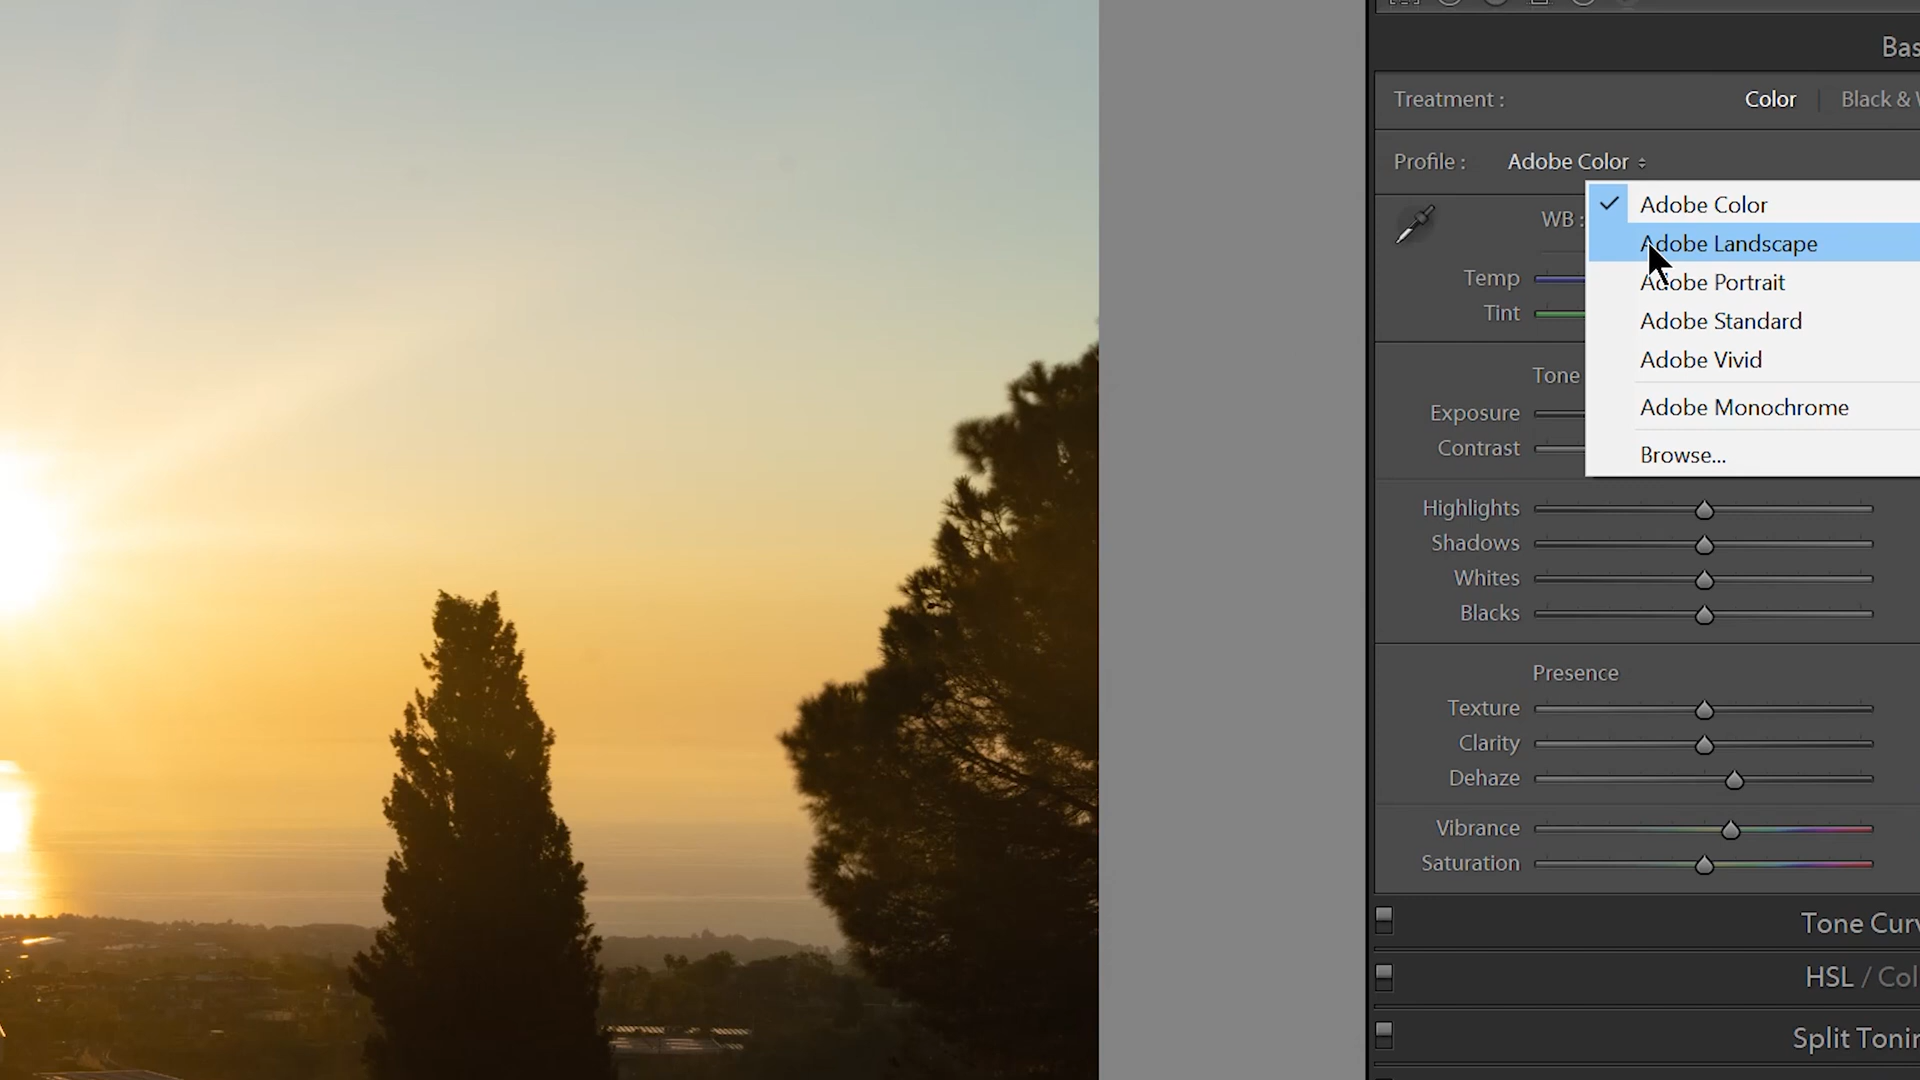 Bas
Treatment : Color Black & W
Profile : Adobe Color
Adobe Color
WB :
Adobe Landscape
Temp
Adobe Portrait
Tint
Adobe Standard
Adobe Vivid
Tone
Adobe Monochrome
Exposure
Contrast
Browse...
Highlights
Shadows
Whites
Blacks
Presence
Texture
Clarity
Dehaze
Vibrance
Saturation
Tone Curv
HSL / Col
Split Tonin